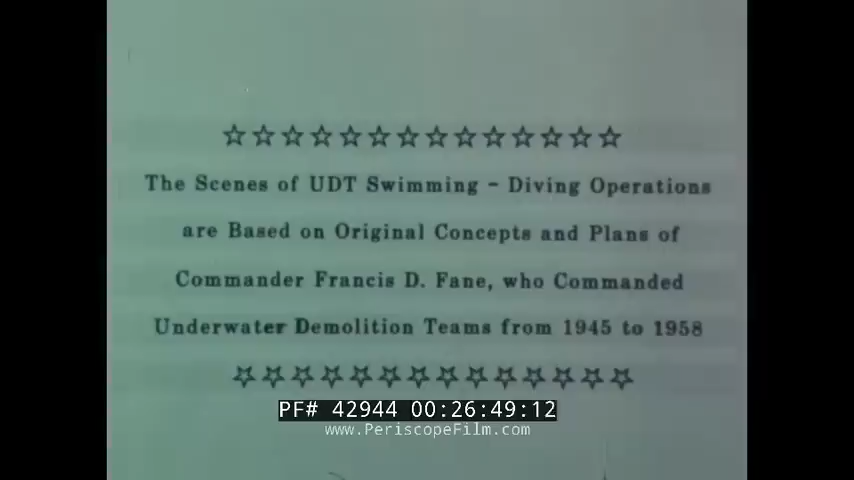 ☆☆☆☆☆☆☆☆☆☆☆☆☆☆
The Scenes of UDT Swimming - Diving Operations
are Based on Original Concepts and Plans of
Commander Francis D. Fane, who Commanded
Underwater Demolition Teams from 1945 to 1958
☆☆☆☆☆☆☆☆☆☆☆☆☆☆
PF# 42944 00:26:49:12
www.PeriscopeFilm.com